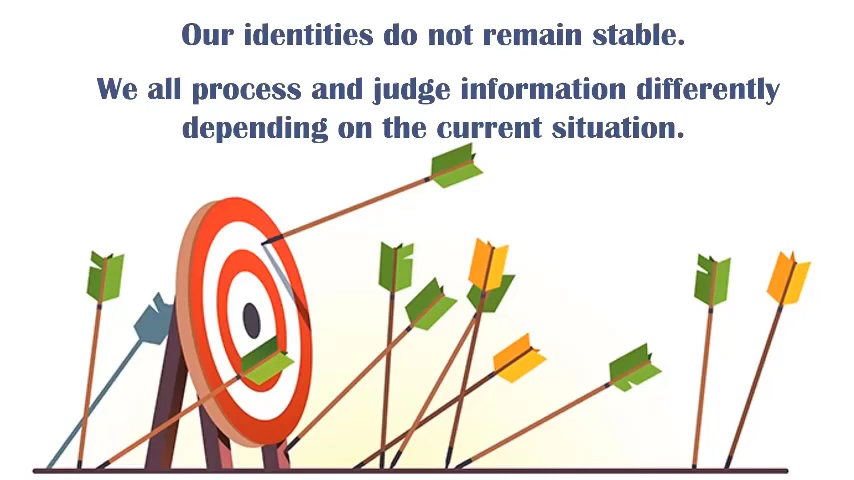 Our identities do not remain stable.
We all process and judge information differently
depending on the current situation.